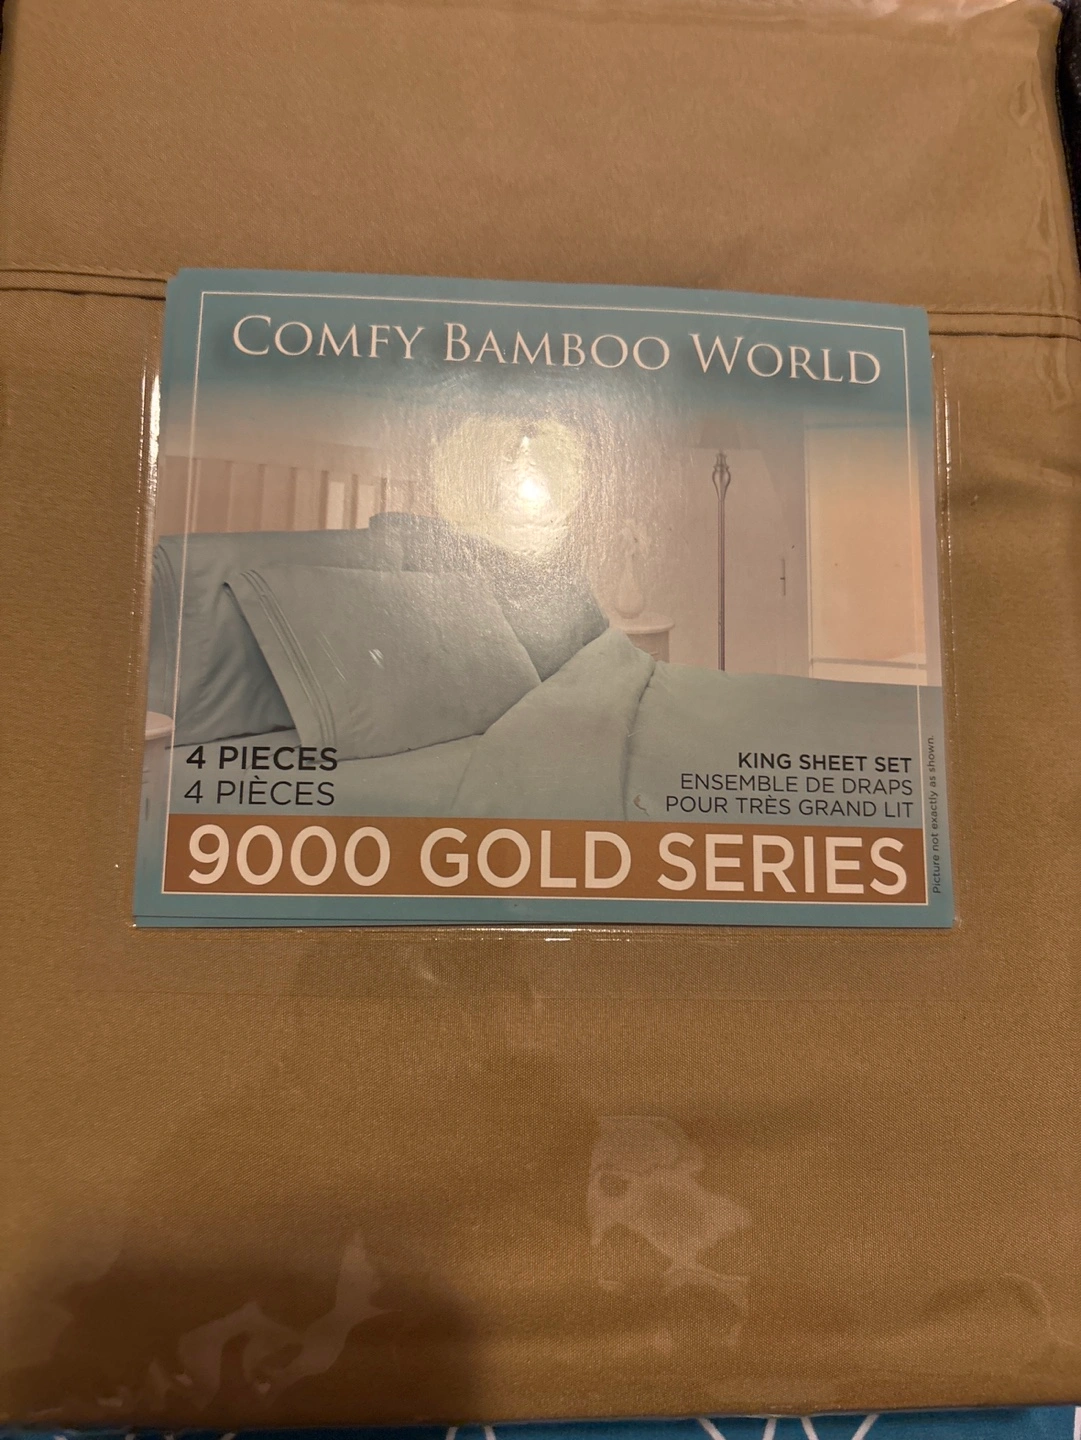 COMFY BAMBOO WORLD
4 PIECES
4 PIÈCES
KING SHEET SET
ENSEMBLE DE DRAPS
POUR TRÈS GRAND LIT
Picture not exactly as shown.
9000 GOLD SERIES